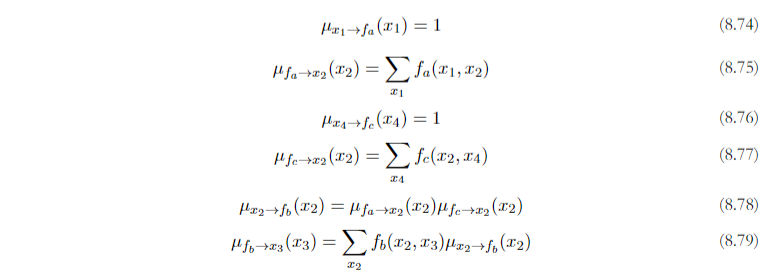 μ_{x_1→f_a}(x_1) = 1 (8.74)
μ_{f_a→x_2}(x_2) = ∑_{x_1} f_a(x_1, x_2) (8.75)
μ_{x_4→f_c}(x_4) = 1 (8.76)
μ_{f_c→x_2}(x_2) = ∑_{x_4} f_c(x_2, x_4) (8.77)
μ_{x_2→f_b}(x_2) = μ_{f_a→x_2}(x_2)μ_{f_c→x_2}(x_2) (8.78)
μ_{f_b→x_3}(x_3) = ∑_{x_2} f_b(x_2, x_3)μ_{x_2→f_b}(x_2) (8.79)